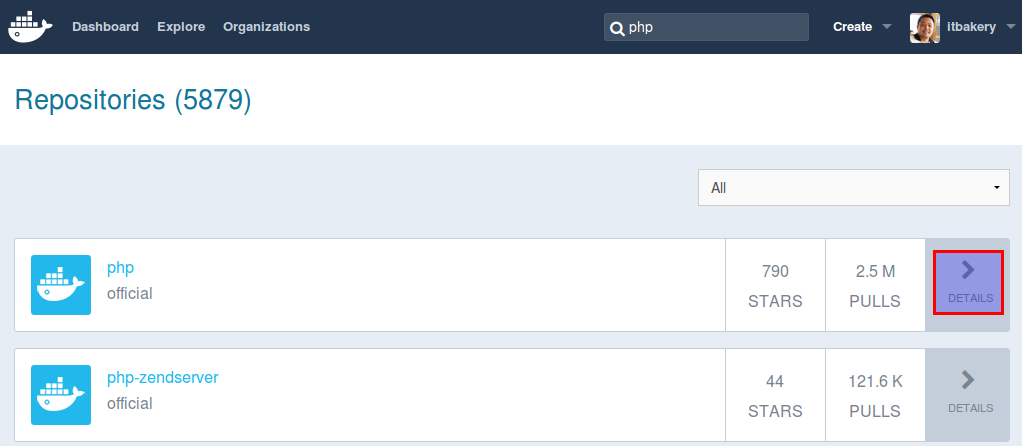 Dashboard Explore Organizations php Create itbakery
Repositories (5879)
All
php
official
790
STARS
2.5 M
PULLS
DETAILS
php-zendserver
official
44
STARS
121.6 K
PULLS
DETAILS